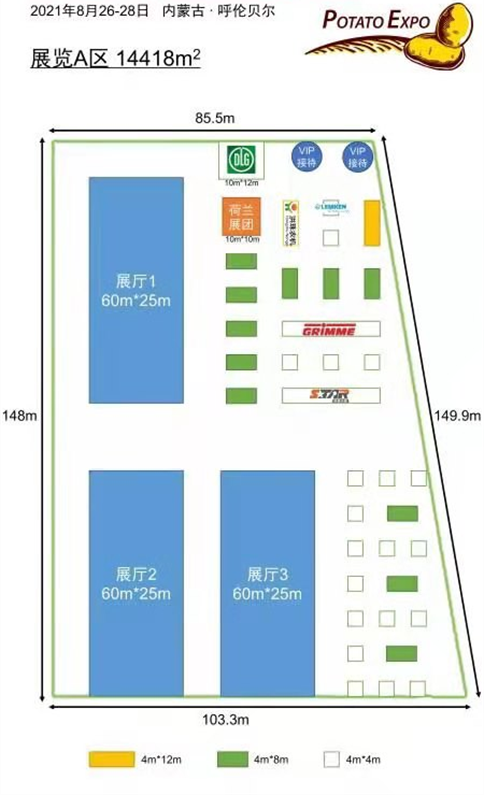 2021年8月26-28日 内蒙古 · 呼伦贝尔
POTATO EXPO
展览A区 14418m²
85.5m
DLG
VIP
接待
VIP
接待
10m*12m
荷兰
展团
10m*10m
LEMKEN
展厅1
60m*25m
GRIMME
STAR
148m
149.9m
展厅2
60m*25m
展厅3
60m*25m
103.3m
4m*12m
4m*8m
4m*4m